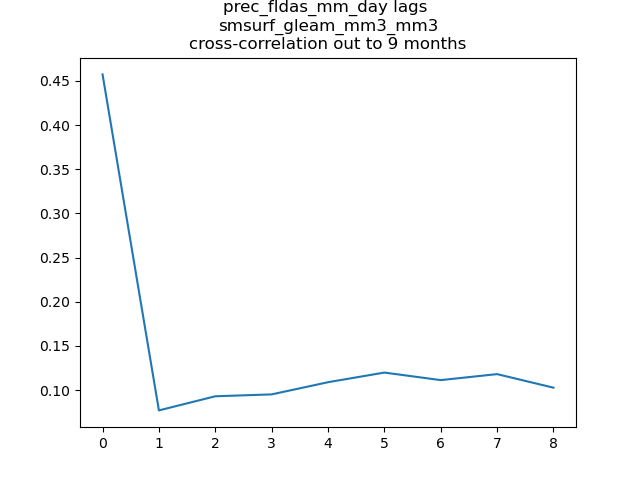 prec_fldas_mm_day lags
smsurf_gleam_mm3_mm3
cross-correlation out to 9 months
0.45
0.40
0.35
0.30
0.25
0.20
0.15
0.10
0 1 2 3 4 5 6 7 8